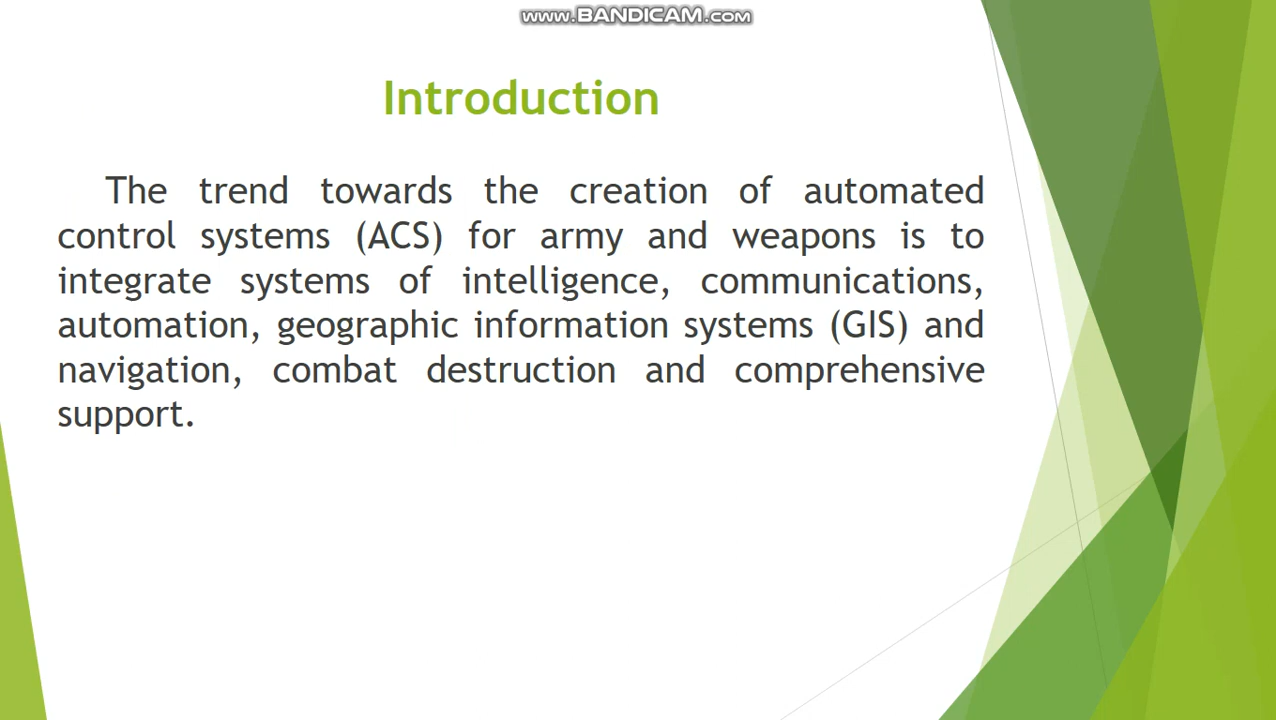 www.BANDICAM.com
Introduction
The trend towards the creation of automated
control systems (ACS) for army and weapons is to
integrate systems of intelligence, communications,
automation, geographic information systems (GIS) and
navigation, combat destruction and comprehensive
support.